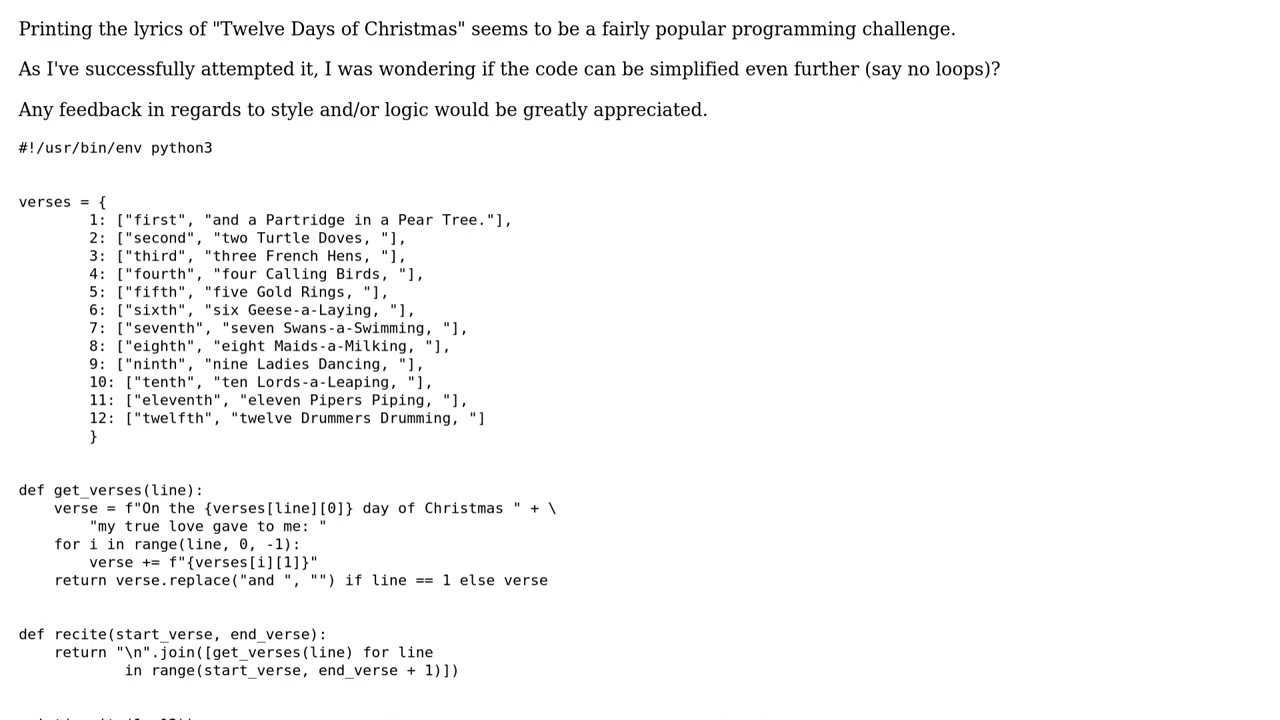 Printing the lyrics of "Twelve Days of Christmas" seems to be a fairly popular programming challenge.
As I've successfully attempted it, I was wondering if the code can be simplified even further (say no loops)?
Any feedback in regards to style and/or logic would be greatly appreciated.
#!/usr/bin/env python3
verses = {
1: ["first", "and a Partridge in a Pear Tree."],
2: ["second", "two Turtle Doves, "],
3: ["third", "three French Hens, "],
4: ["fourth", "four Calling Birds, "],
5: ["fifth", "five Gold Rings, "],
6: ["sixth", "six Geese-a-Laying, "],
7: ["seventh", "seven Swans-a-Swimming, "],
8: ["eighth", "eight Maids-a-Milking, "],
9: ["ninth", "nine Ladies Dancing, "],
10: ["tenth", "ten Lords-a-Leaping, "],
11: ["eleventh", "eleven Pipers Piping, "],
12: ["twelfth", "twelve Drummers Drumming, "]
}
def get_verses(line):
verse = f"On the {verses[line][0]} day of Christmas " + \
"my true love gave to me: "
for i in range(line, 0, -1):
verse += f"{verses[i][1]}"
return verse.replace("and ", "") if line == 1 else verse
def recite(start_verse, end_verse):
return "\n".join([get_verses(line) for line
in range(start_verse, end_verse + 1)])